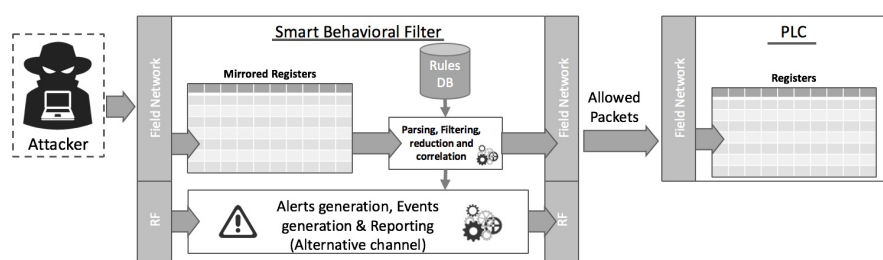 Smart Behavioral Filter
PLC
Attacker
Field Network
Mirrored Registers
Rules
DB
Parsing, Filtering,
reduction and
correlation
Field Network
Allowed
Packets
Field Network
Registers
RF
Alerts generation, Events
generation & Reporting
(Alternative channel)
RF